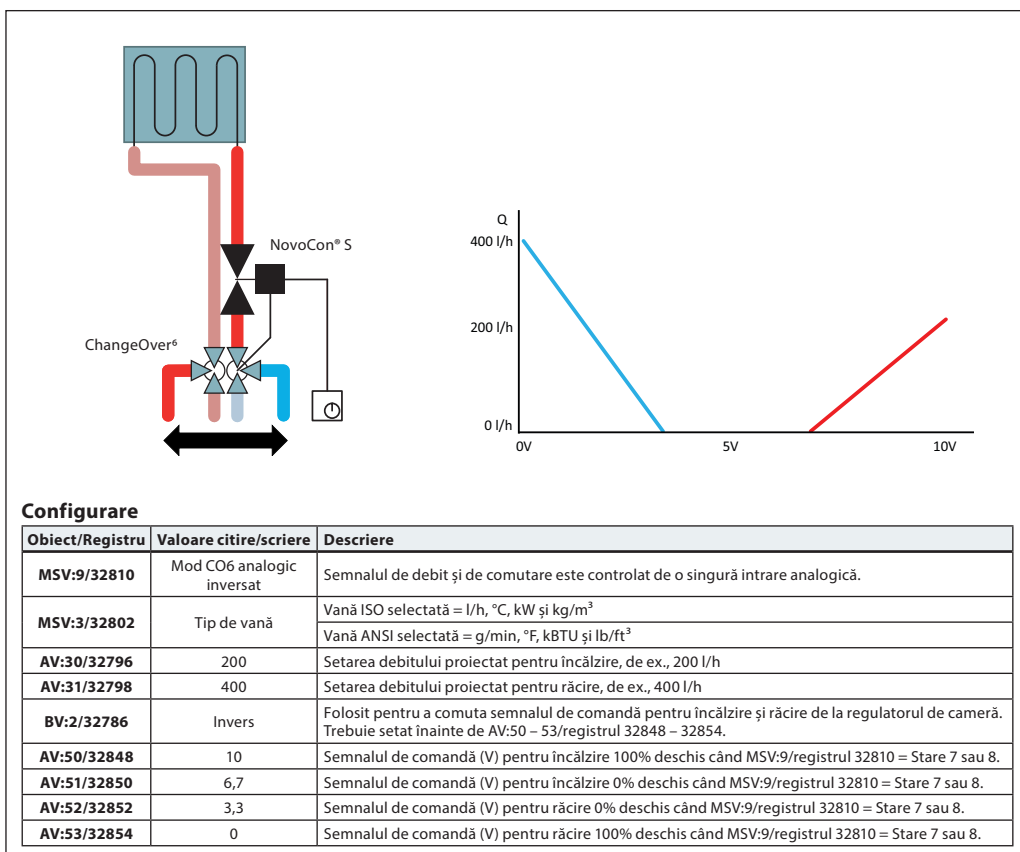 NovoCon® S
ChangeOver⁶
Q
400 l/h
200 l/h
0 l/h
0V
5V
10V
Configurare
Obiect/Registru
Valoare citire/scriere
Descriere
MSV:9/32810
Mod CO6 analogic
inversat
Semnalul de debit și de comutare este controlat de o singură intrare analogică.
MSV:3/32802
Tip de vană
Vană ISO selectată = l/h, °C, kW și kg/m³
Vană ANSI selectată = g/min, °F, kBTU și lb/ft³
AV:30/32796
200
Setarea debitului proiectat pentru încălzire, de ex., 200 l/h
AV:31/32798
400
Setarea debitului proiectat pentru răcire, de ex., 400 l/h
BV:2/32786
Invers
Folosit pentru a comuta semnalul de comandă pentru încălzire și răcire de la regulatorul de cameră.
Trebuie setat înainte de AV:50 – 53/registrul 32848 – 32854.
AV:50/32848
10
Semnalul de comandă (V) pentru încălzire 100% deschis când MSV:9/registrul 32810 = Stare 7 sau 8.
AV:51/32850
6,7
Semnalul de comandă (V) pentru încălzire 0% deschis când MSV:9/registrul 32810 = Stare 7 sau 8.
AV:52/32852
3,3
Semnalul de comandă (V) pentru răcire 0% deschis când MSV:9/registrul 32810 = Stare 7 sau 8.
AV:53/32854
0
Semnalul de comandă (V) pentru răcire 100% deschis când MSV:9/registrul 32810 = Stare 7 sau 8.